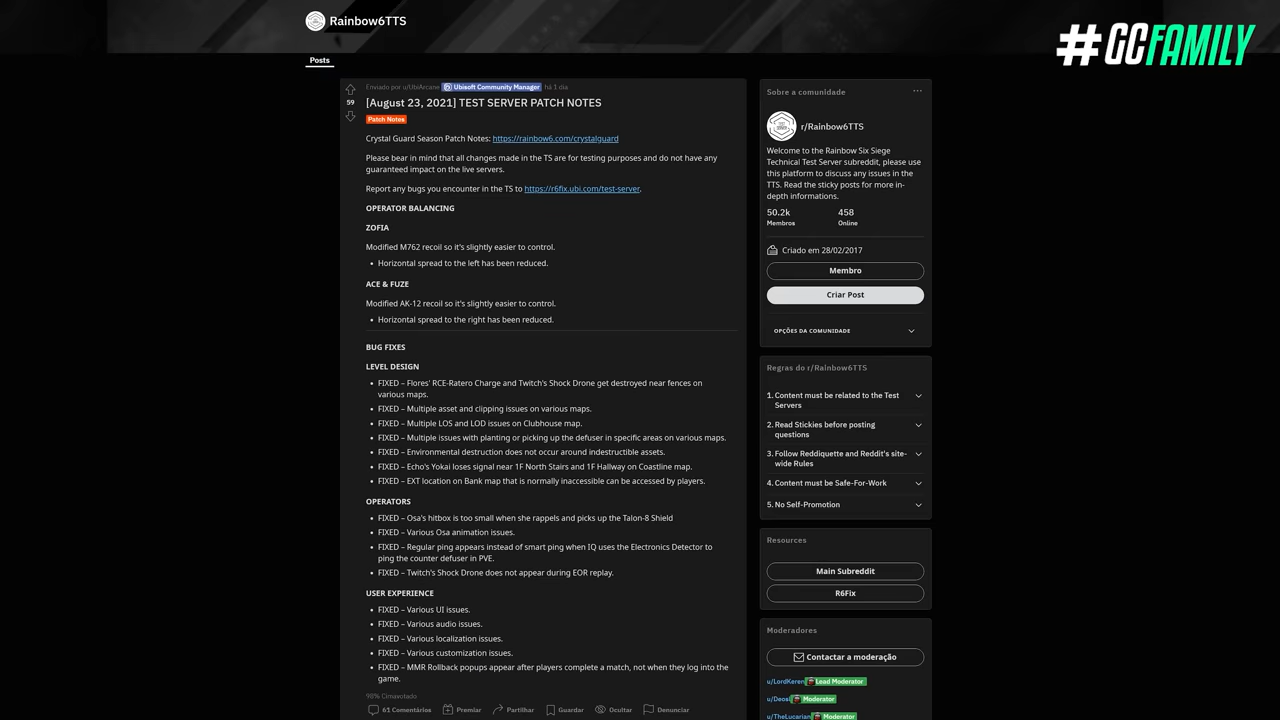 Rainbow6TTS
#GCFAMILY
Posts
Enviado por u/UbiArcane Ubisoft Community Manager há 1 dia
59
[August 23, 2021] TEST SERVER PATCH NOTES
Patch Notes
Crystal Guard Season Patch Notes: https://rainbow6.com/crystalguard
Please bear in mind that all changes made in the TS are for testing purposes and do not have any
guaranteed impact on the live servers.
Report any bugs you encounter in the TS to https://r6fix.ubi.com/test-server.
OPERATOR BALANCING
ZOFIA
Modified M762 recoil so it's slightly easier to control.
• Horizontal spread to the left has been reduced.
ACE & FUZE
Modified AK-12 recoil so it's slightly easier to control.
• Horizontal spread to the right has been reduced.
BUG FIXES
LEVEL DESIGN
• FIXED – Flores' RCE-Ratero Charge and Twitch's Shock Drone get destroyed near fences on
various maps.
• FIXED – Multiple asset and clipping issues on various maps.
• FIXED – Multiple LOS and LOD issues on Clubhouse map.
• FIXED – Multiple issues with planting or picking up the defuser in specific areas on various maps.
• FIXED – Environmental destruction does not occur around indestructible assets.
• FIXED – Echo's Yokai loses signal near 1F North Stairs and 1F Hallway on Coastline map.
• FIXED – EXT location on Bank map that is normally inaccessible can be accessed by players.
OPERATORS
• FIXED – Osa's hitbox is too small when she rappels and picks up the Talon-8 Shield
• FIXED – Various Osa animation issues.
• FIXED – Regular ping appears instead of smart ping when IQ uses the Electronics Detector to
ping the counter defuser in PVE.
• FIXED – Twitch's Shock Drone does not appear during EOR replay.
USER EXPERIENCE
• FIXED – Various UI issues.
• FIXED – Various audio issues.
• FIXED – Various localization issues.
• FIXED – Various customization issues.
• FIXED – MMR Rollback popups appear after players complete a match, not when they log into the
game.
98% Cimavotado
61 Comentários Premiar Partilhar Guardar Ocultar Denunciar
Sobre a comunidade
r/Rainbow6TTS
Welcome to the Rainbow Six Siege
Technical Test Server subreddit, please use
this platform to discuss any issues in the
TTS. Read the sticky posts for more in-
depth informations.
50.2k 458
Membros Online
Criado em 28/02/2017
Membro
Criar Post
OPÇÕES DA COMUNIDADE
Regras do r/Rainbow6TTS
1. Content must be related to the Test
Servers
2. Read Stickies before posting
questions
3. Follow Reddiquette and Reddit's site-
wide Rules
4. Content must be Safe-For-Work
5. No Self-Promotion
Resources
Main Subreddit
R6Fix
Moderadores
Contactar a moderação
u/LordKeren Lead Moderator
u/Deosl Moderator
u/TheLucarian Moderator